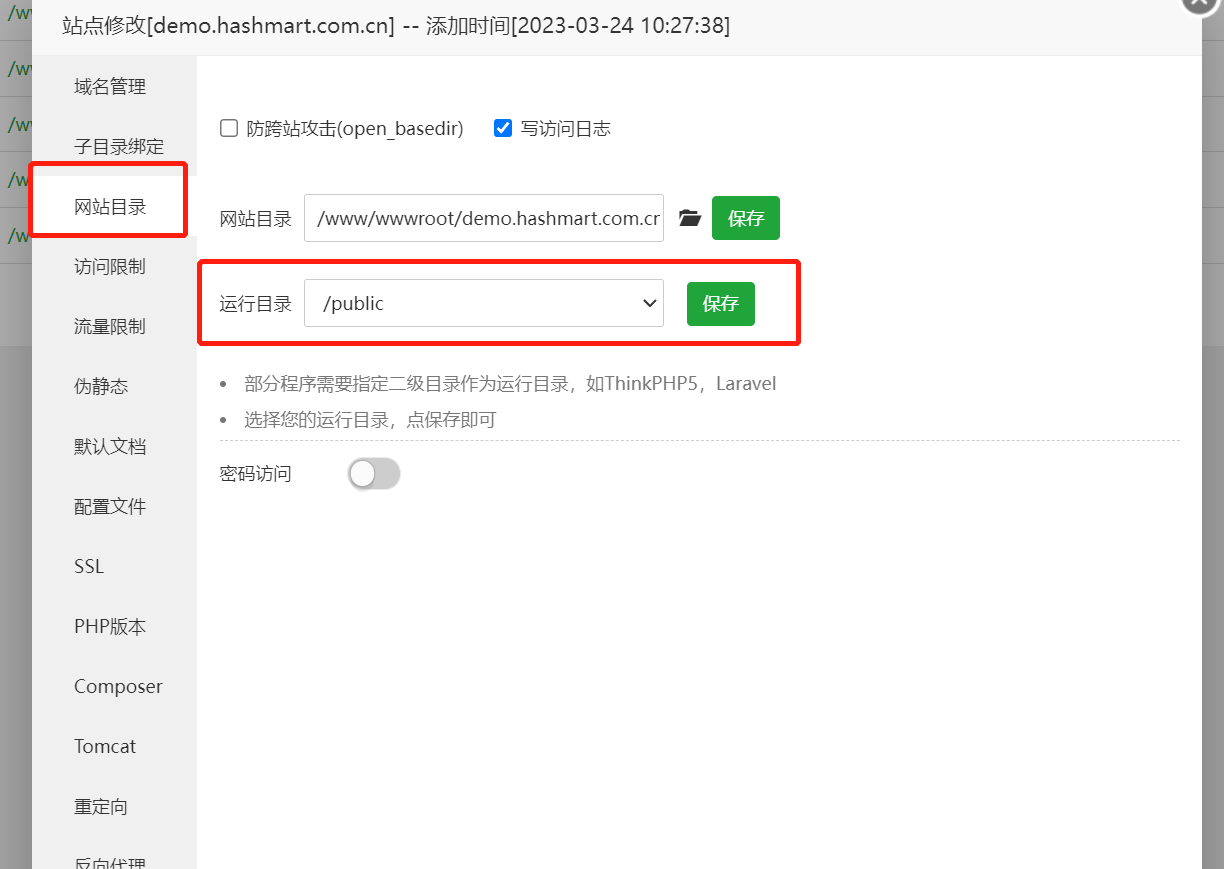 站点修改[demo.hashmart.com.cn] -- 添加时间[2023-03-24 10:27:38]
域名管理
子目录绑定
网站目录
访问限制
流量限制
伪静态
默认文档
配置文件
SSL
PHP版本
Composer
Tomcat
重定向
反向代理
防跨站攻击(open_basedir) 写访问日志
网站目录 /www/wwwroot/demo.hashmart.com.cn 保存
运行目录 /public 保存
部分程序需要指定二级目录作为运行目录，如ThinkPHP5，Laravel
选择您的运行目录，点保存即可
密码访问